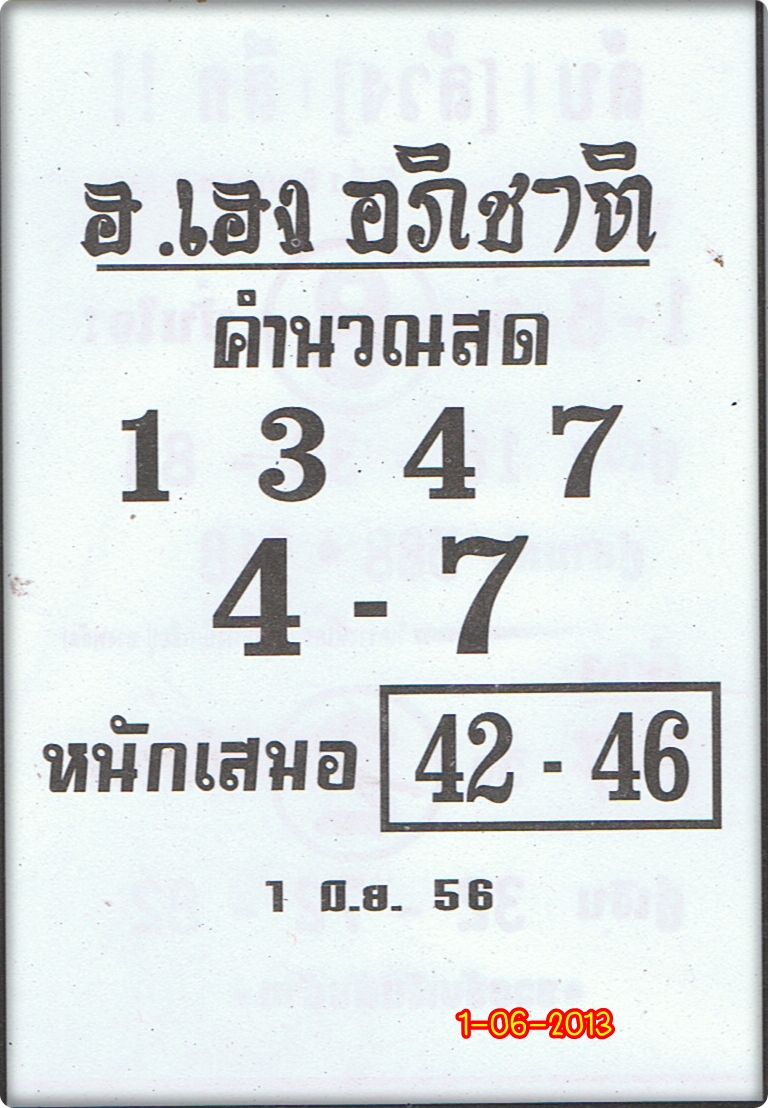 ฮ.เฮง อภิชาติ
คำนวณสด
1 3 4 7
4 - 7
หนักเสมอ 42 - 46
1 มิ.ย. 56
1-06-2013